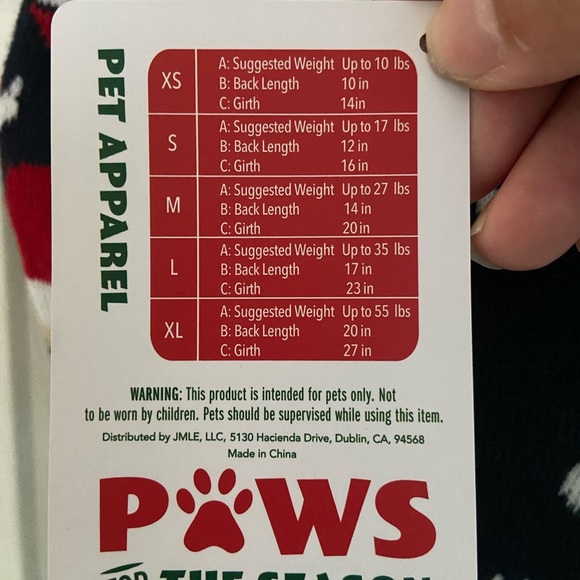 PET APPAREL
XS
A: Suggested Weight Up to 10 lbs
B: Back Length 10 in
C: Girth 14in
S
A: Suggested Weight Up to 17 lbs
B: Back Length 12 in
C: Girth 16 in
M
A: Suggested Weight Up to 27 lbs
B: Back Length 14 in
C: Girth 20in
L
A: Suggested Weight Up to 35 lbs
B: Back Length 17 in
C: Girth 23 in
XL
A: Suggested Weight Up to 55 lbs
B: Back Length 20 in
C: Girth 27 in
WARNING: This product is intended for pets only. Not
to be worn by children. Pets should be supervised while using this item.
Distributed by JMLE, LLC, 5130 Hacienda Drive, Dublin, CA, 94568
Made in China
PAWS
FOR THE SEASON